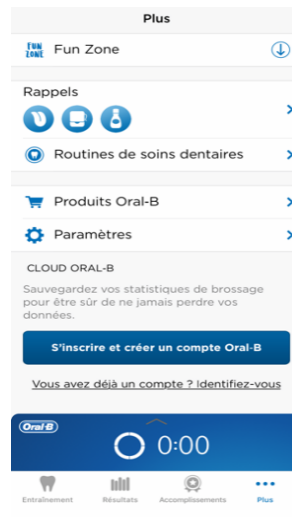 Plus
FUN
ZONE
Fun Zone
Rappels
Routines de soins dentaires
Produits Oral-B
Paramètres
CLOUD ORAL-B
Sauvegardez vos statistiques de brossage
pour être sûr de ne jamais perdre vos
données.
S'inscrire et créer un compte Oral-B
Vous avez déjà un compte ? Identifiez-vous
Oral-B
0:00
Entraînement Résultats Accomplissements Plus